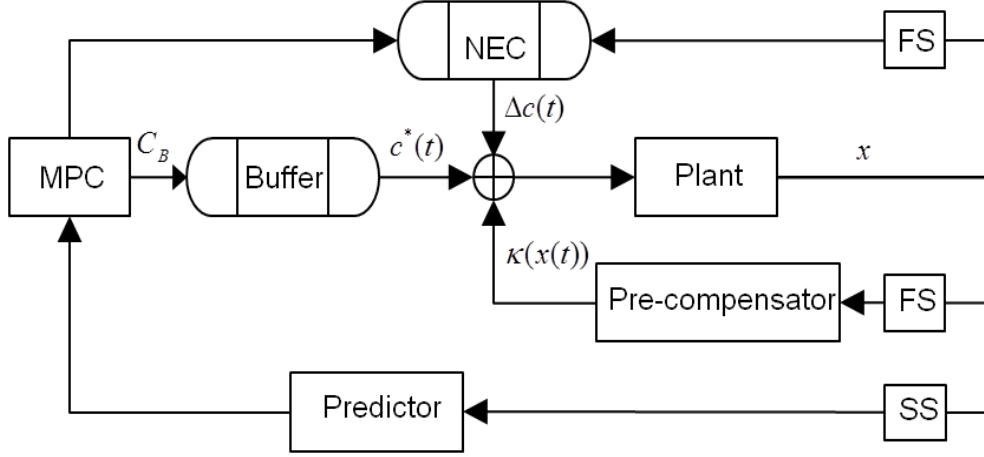 NEC
FS
Δc(t)
MPC
C_B
Buffer
c*(t)
Plant
x
κ(x(t))
Pre-compensator
FS
Predictor
SS